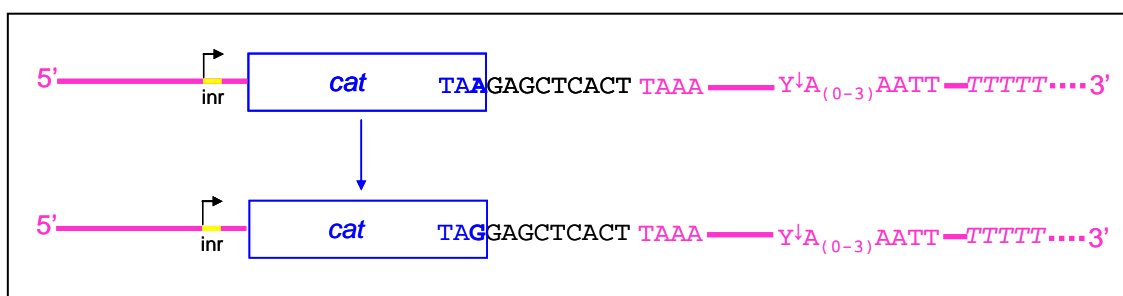 5’ cat TAAGAGCTCACT TAAA Y↓A(0-3)AATT TTTTT 3’
inr
5’ cat TAGGAGCTCACT TAAA Y↓A(0-3)AATT TTTTT 3’
inr